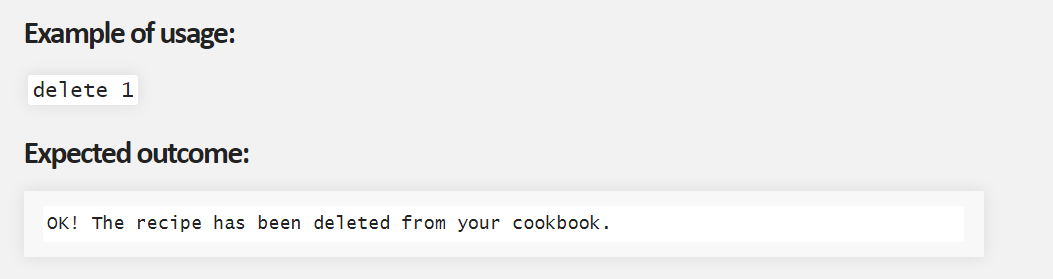 Example of usage:
delete 1
Expected outcome:
OK! The recipe has been deleted from your cookbook.